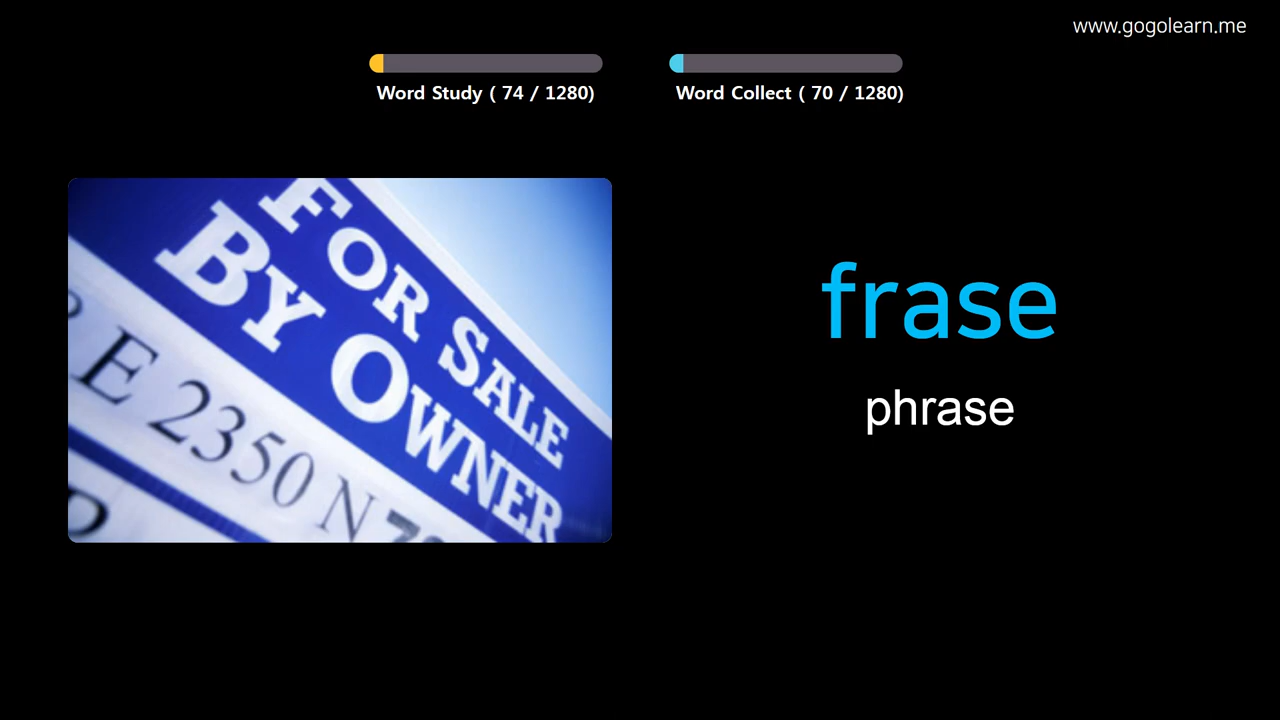 www.gogolearn.me
Word Study ( 74 / 1280)
Word Collect ( 70 / 1280)
FOR SALE
BY OWNER
E 2350 N
frase
phrase